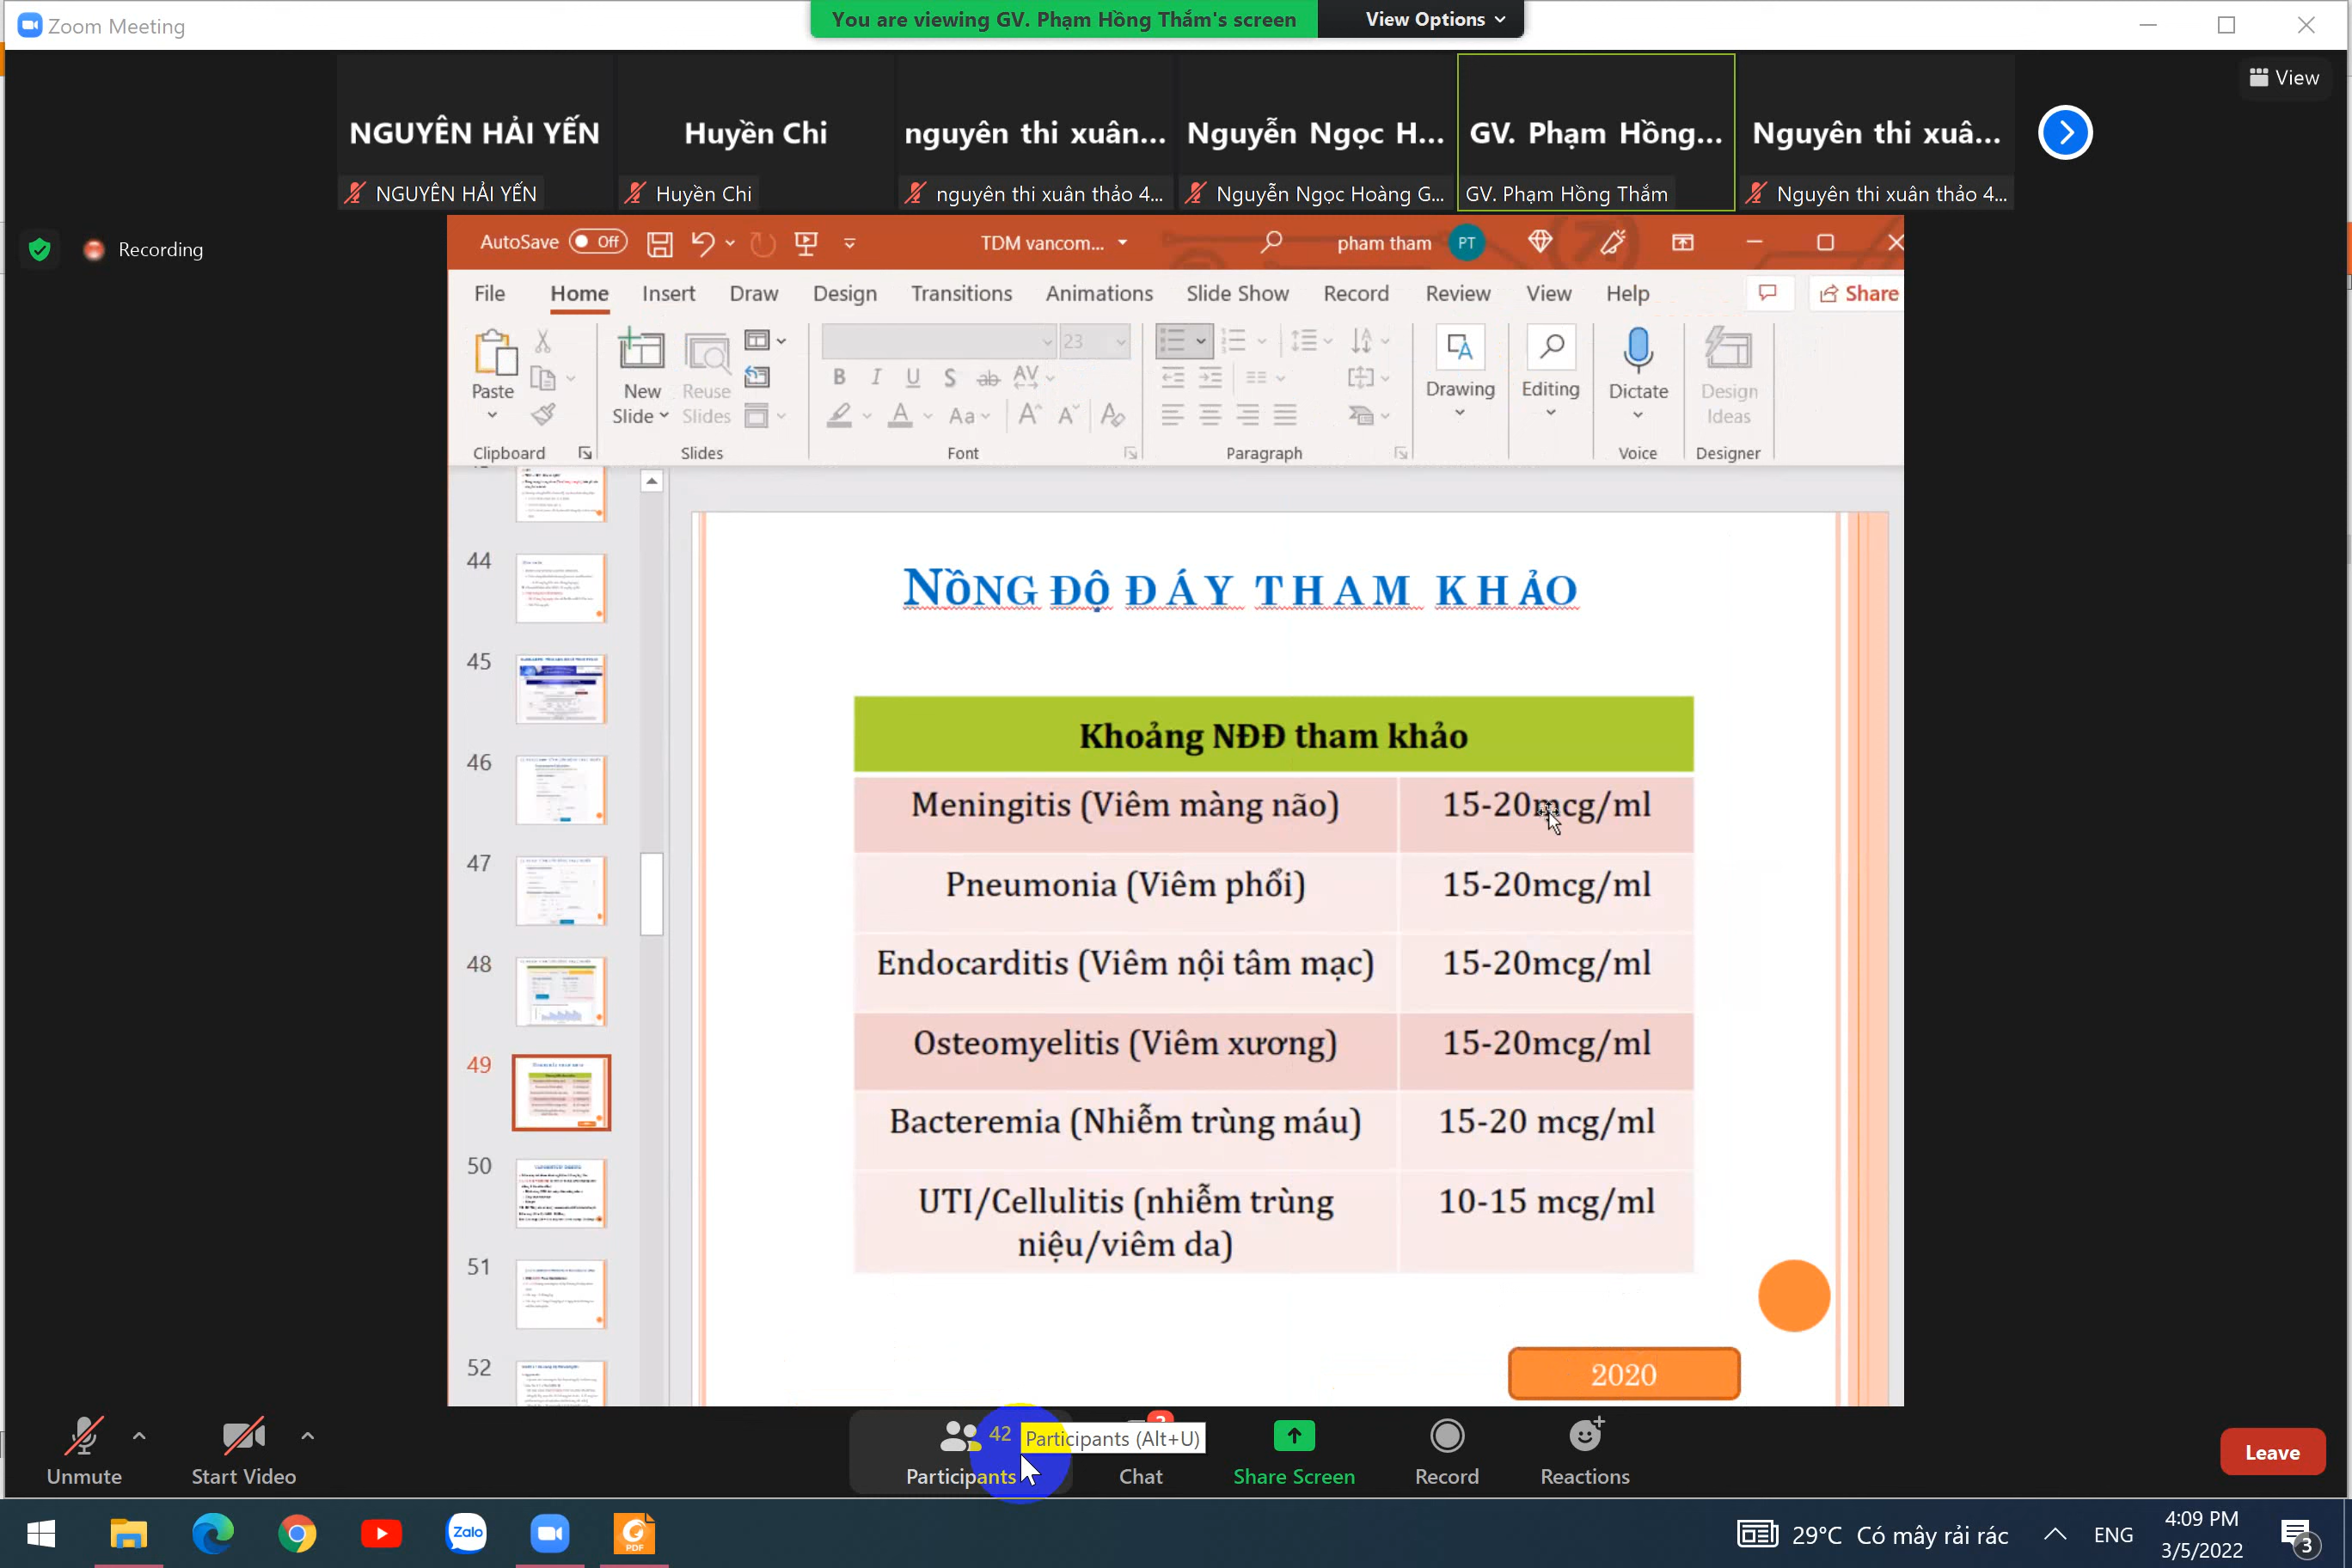 Zoom Meeting
You are viewing GV. Phạm Hồng Thắm's screen
View Options
View
NGUYÊN HẢI YẾN
Huyền Chi
nguyên thi xuân...
Nguyễn Ngọc H...
GV. Phạm Hồng...
Nguyên thi xuâ...
NGUYÊN HẢI YẾN
Huyền Chi
nguyên thi xuân thảo 4...
Nguyễn Ngọc Hoàng G...
GV. Phạm Hồng Thắm
Nguyên thi xuân thảo 4...
Recording
AutoSave Off
TDM vancom...
pham tham PT
File Home Insert Draw Design Transitions Animations Slide Show Record Review View Help Share
Paste
New Slide
Reuse Slides
23
B I U S ab AV
Aa A A
Drawing
Editing
Dictate
Design Ideas
Clipboard
Slides
Font
Paragraph
Voice
Designer
44
45
46
47
48
49
50
51
52
NỒNG ĐỘ ĐÁY THAM KHẢO
Khoảng NĐĐ tham khảo
Meningitis (Viêm màng não) 15-20mcg/ml
Pneumonia (Viêm phổi) 15-20mcg/ml
Endocarditis (Viêm nội tâm mạc) 15-20mcg/ml
Osteomyelitis (Viêm xương) 15-20mcg/ml
Bacteremia (Nhiễm trùng máu) 15-20 mcg/ml
UTI/Cellulitis (nhiễm trùng 10-15 mcg/ml
niệu/viêm da)
2020
Unmute
Start Video
42
Participants
Participants (Alt+U)
Chat
Share Screen
Record
Reactions
Leave
Zalo
PDF
29°C Có mây rải rác
ENG
4:09 PM
3/5/2022
3